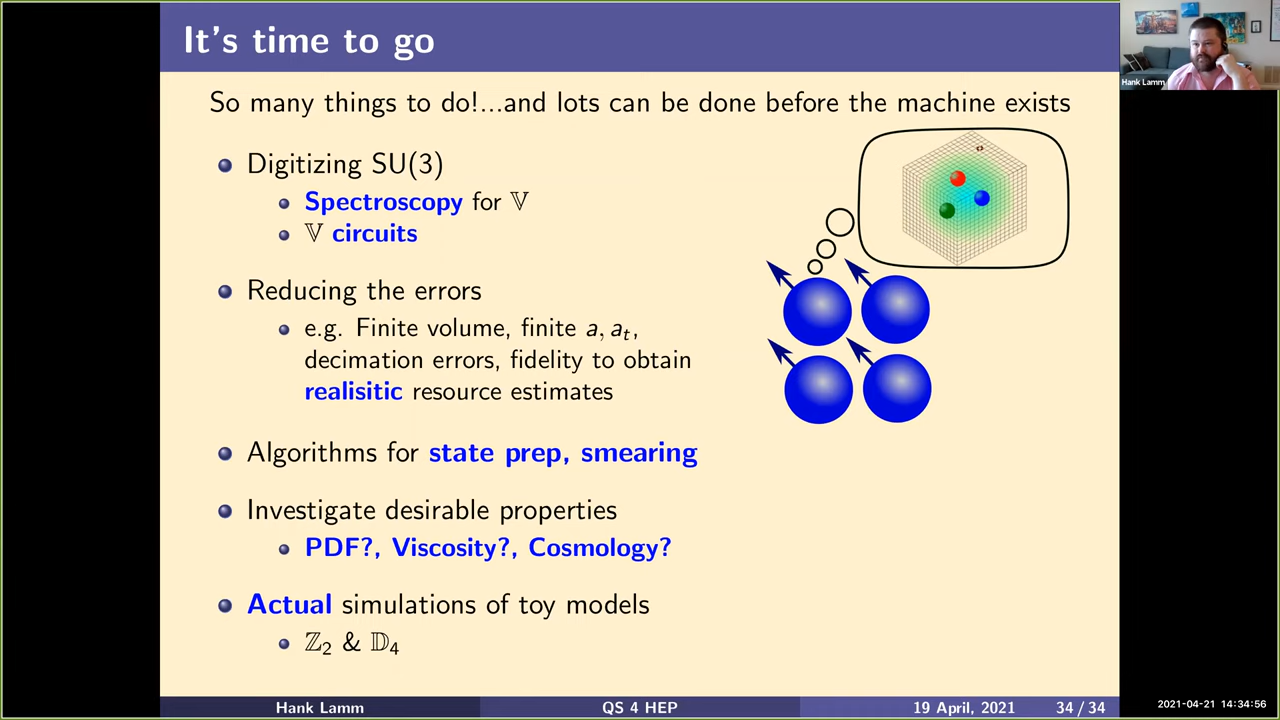 It's time to go
So many things to do!...and lots can be done before the machine exists
Digitizing SU(3)
Spectroscopy for 𝕍
𝕍 circuits
Reducing the errors
e.g. Finite volume, finite a, aₜ,
decimation errors, fidelity to obtain
realisitic resource estimates
Algorithms for state prep, smearing
Investigate desirable properties
PDF?, Viscosity?, Cosmology?
Actual simulations of toy models
ℤ₂ & 𝔻₄
Hank Lamm QS 4 HEP 19 April, 2021 34 / 34
Hank Lamm
2021-04-21 14:34:56